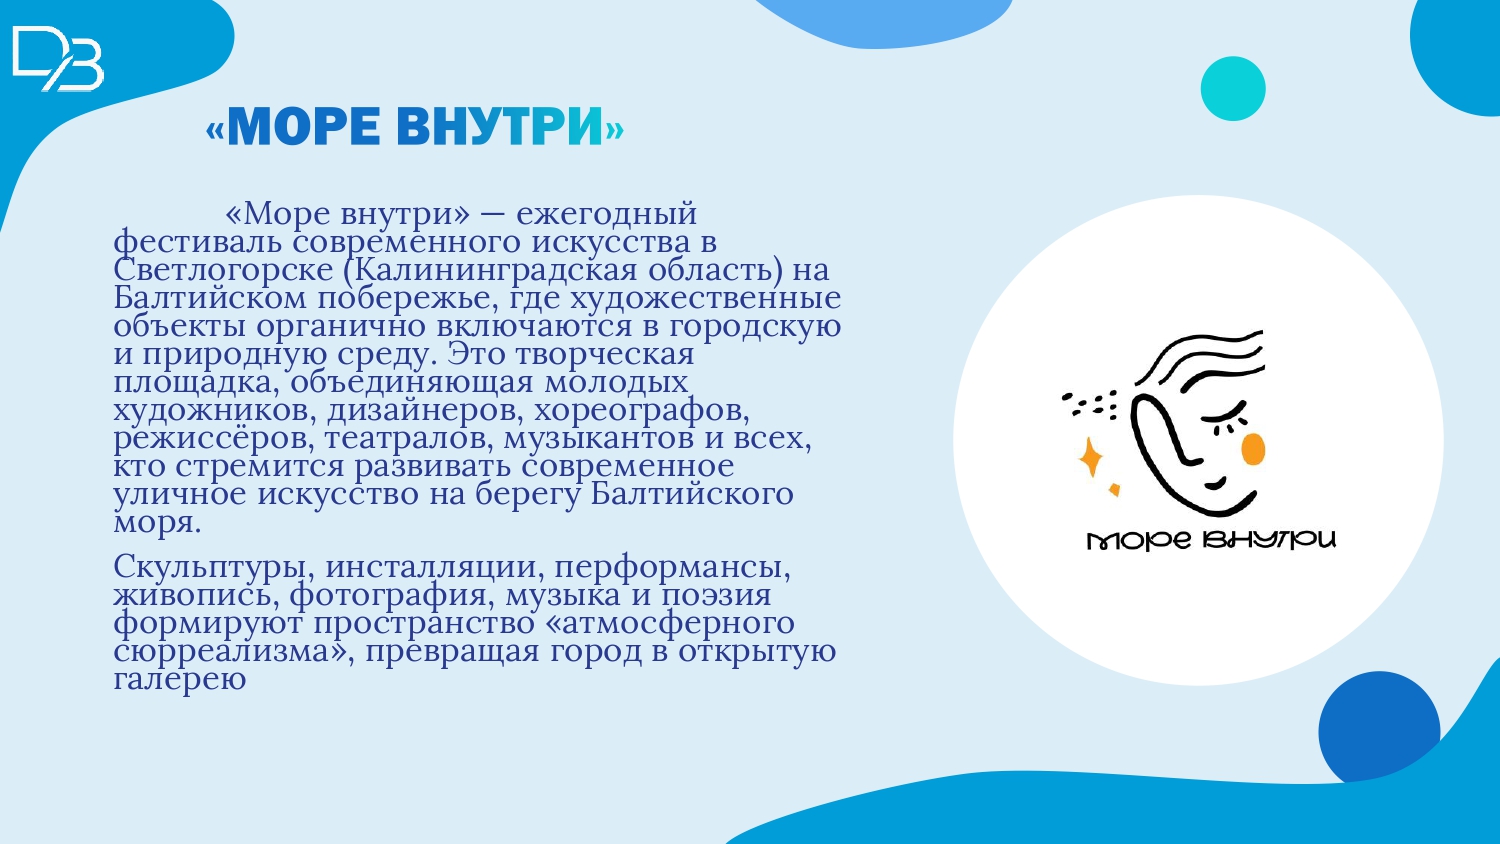 DB
«МОРЕ ВНУТРИ»
«Море внутри» — ежегодный
фестиваль современного искусства в
Светлогорске (Калининградская область) на
Балтийском побережье, где художественные
объекты органично включаются в городскую
и природную среду. Это творческая
площадка, объединяющая молодых
художников, дизайнеров, хореографов,
режиссёров, театралов, музыкантов и всех,
кто стремится развивать современное
уличное искусство на берегу Балтийского
моря.
Скульптуры, инсталляции, перформансы,
живопись, фотография, музыка и поэзия
формируют пространство «атмосферного
сюрреализма», превращая город в открытую
галерею
море внутри